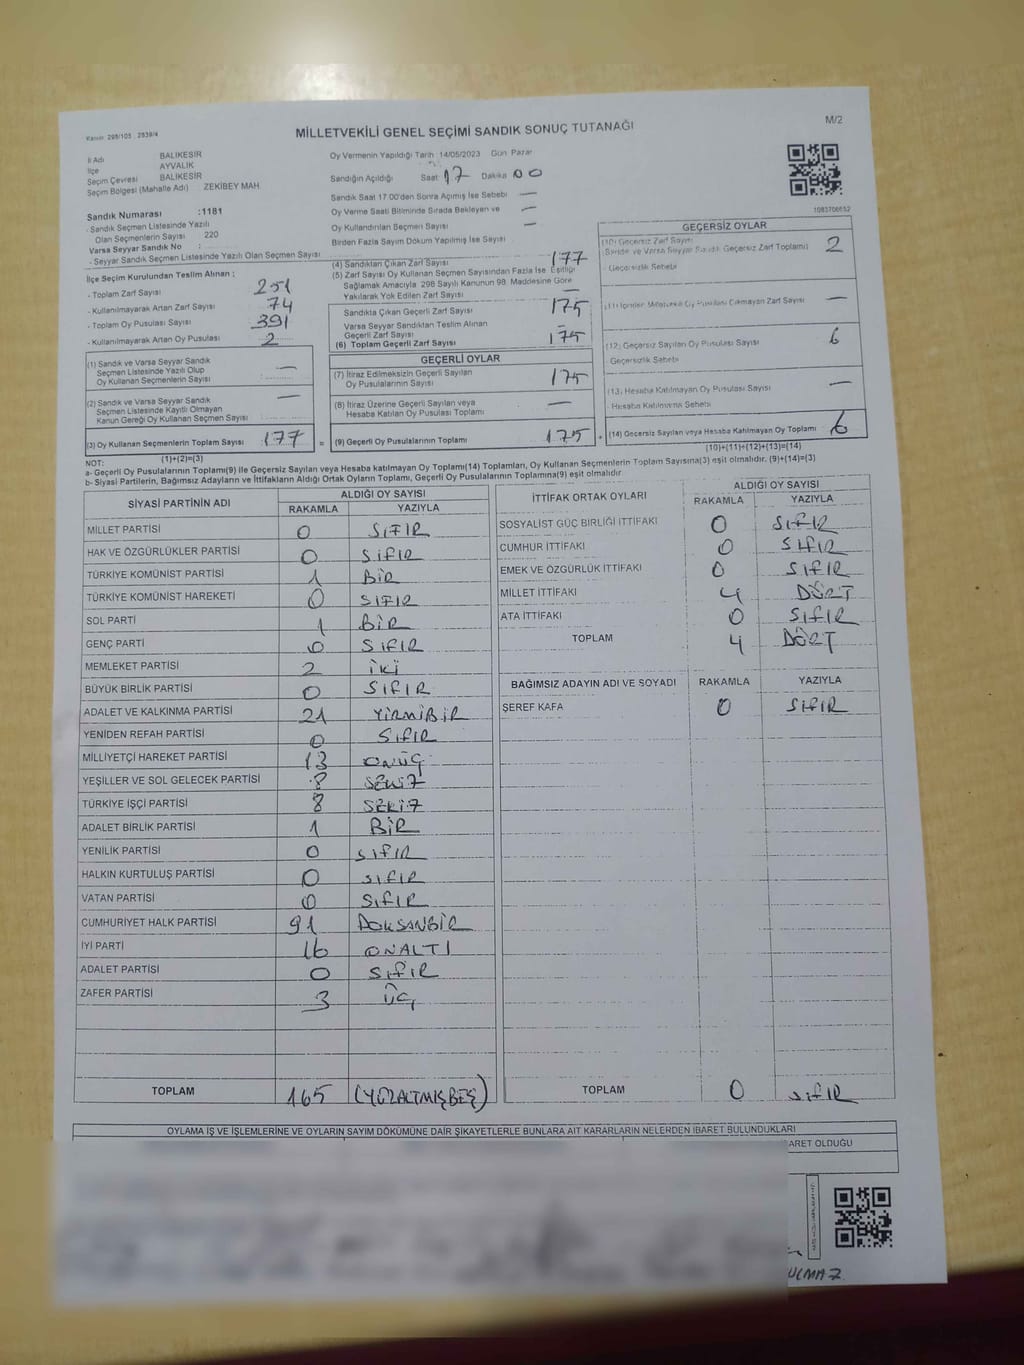 MİLLETVEKİLİ GENEL SEÇİMİ SANDIK SONUÇ TUTANAĞI
M/2
İl Adı BALIKESİR
İlçe AYVALIK
Seçim Çevresi BALIKESİR
Seçim Bölgesi (Mahalle Adı) ZEKİBEY MAH.
Sandık Numarası :1181
- Sandık Seçmen Listesinde Yazılı
Olan Seçmenlerin Sayısı 220
Varsa Seyyar Sandık No :
- Seyyar Sandık Seçmen Listesinde Yazılı Olan Seçmen Sayısı
Oy Vermenin Yapıldığı Tarih 14/05/2023 Gün Pazar
Sandığın Açıldığı Saat 17 Dakika 00
Sandık Saat 17.00'den Sonra Açımış İse Sebebi —
Oy Verme Saati Bitiminde Sırada Bekleyen ve —
Oy Kullandırılan Seçmen Sayısı —
Birden Fazla Sayım Döküm Yapılmış İse Sayısı
1083706652
İlçe Seçim Kurulundan Teslim Alınan ;
- Toplam Zarf Sayısı 251
- Kullanılmayarak Artan Zarf Sayısı 74
- Toplam Oy Pusulası Sayısı 391
- Kullanılmayarak Artan Oy Pusulası 2
(4) Sandıktan Çıkan Zarf Sayısı 177
(5) Zarf Sayısı Oy Kullanan Seçmen Sayısından Fazla İse Eşitliği
Sağlamak Amacıyla 298 Sayılı Kanunun 98. Maddesine Göre
Yakılarak Yok Edilen Zarf Sayısı —
Sandıkta Çıkan Geçerli Zarf Sayısı 175
Varsa Seyyar Sandıktan Teslim Alınan
Geçerli Zarf Sayısı —
(6) Toplam Geçerli Zarf Sayısı 175
GEÇERSİZ OYLAR
(10) Geçersiz Zarf Sayısı 2
Geçersiz Zarf Toplamı)
- Geçersizlik Sebebi
Çıkmayan Zarf Sayısı —
(12) Geçersiz Sayılan Oy Pusulası Sayısı 6
Geçersizlik Sebebi
(13) Hesaba Katılmayan Oy Pusulası Sayısı —
Hesaba Katılmama Sebebi
(14) Geçersiz Sayılan veya Hesaba Katılmayan Oy Toplamı 6
(10)+(11)+(12)+(13)=(14)
(1) Sandık ve Varsa Seyyar Sandık
Seçmen Listesinde Yazılı Olup
Oy Kullanan Seçmenlerin Sayısı —
(2) Sandık ve Varsa Seyyar Sandık
Seçmen Listesinde Kayıtlı Olmayan
Kanun Gereği Oy Kullanan Seçmen Sayısı —
(3) Oy Kullanan Seçmenlerin Toplam Sayısı 177 =
(1)+(2)=(3)
GEÇERLİ OYLAR
(7) İtiraz Edilmeksizin Geçerli Sayılan
Oy Pusulalarının Sayısı 175
(8) İtiraz Üzerine Geçerli Sayılan veya
Hesaba Katılan Oy Pusulası Toplamı —
(9) Geçerli Oy Pusulalarının Toplamı 175 +
NOT:
a- Geçerli Oy Pusulalarının Toplamı(9) ile Geçersiz Sayılan veya Hesaba katılmayan Oy Toplamı(14) Toplamları, Oy Kullanan Seçmenlerin Toplam Sayısına(3) eşit olmalıdır. (9)+(14)=(3)
b- Siyasi Partilerin, Bağımsız Adayların ve İttifakların Aldığı Ortak Oyların Toplamı, Geçerli Oy Pusulalarının Toplamına(9) eşit olmalıdır
SİYASİ PARTİNİN ADI ALDIĞI OY SAYISI
RAKAMLA YAZIYLA
MİLLET PARTİSİ 0 SIFIR
HAK VE ÖZGÜRLÜKLER PARTİSİ 0 SIFIR
TÜRKİYE KOMÜNİST PARTİSİ 1 BİR
TÜRKİYE KOMÜNİST HAREKETİ 0 SIFIR
SOL PARTİ 1 BİR
GENÇ PARTİ 0 SIFIR
MEMLEKET PARTİSİ 2 İKİ
BÜYÜK BİRLİK PARTİSİ 0 SIFIR
ADALET VE KALKINMA PARTİSİ 21 YİRMİBİR
YENİDEN REFAH PARTİSİ 0 SIFIR
MİLLİYETÇİ HAREKET PARTİSİ 13 ONÜÇ
YEŞİLLER VE SOL GELECEK PARTİSİ 8 SEKİZ
TÜRKİYE İŞÇİ PARTİSİ 8 SEKİZ
ADALET BİRLİK PARTİSİ 1 BİR
YENİLİK PARTİSİ 0 SIFIR
HALKIN KURTULUŞ PARTİSİ 0 SIFIR
VATAN PARTİSİ 0 SIFIR
CUMHURİYET HALK PARTİSİ 91 DOKSANBİR
İYİ PARTİ 16 ONALTI
ADALET PARTİSİ 0 SIFIR
ZAFER PARTİSİ 3 ÜÇ
TOPLAM 165 (YÜZALTMIŞBEŞ)
İTTİFAK ORTAK OYLARI ALDIĞI OY SAYISI
RAKAMLA YAZIYLA
SOSYALİST GÜÇ BİRLİĞİ İTTİFAKI 0 SIFIR
CUMHUR İTTİFAKI 0 SIFIR
EMEK VE ÖZGÜRLÜK İTTİFAKI 0 SIFIR
MİLLET İTTİFAKI 4 DÖRT
ATA İTTİFAKI 0 SIFIR
TOPLAM 4 DÖRT
BAĞIMSIZ ADAYIN ADI VE SOYADI RAKAMLA YAZIYLA
ŞEREF KAFA 0 SIFIR
TOPLAM 0 SIFIR
OYLAMA İŞ VE İŞLEMLERİNE VE OYLARIN SAYIM DÖKÜMÜNE DAİR ŞİKAYETLERLE BUNLARA AİT KARARLARIN NELERDEN İBARET BULUNDUKLARI
ARET OLDUĞU